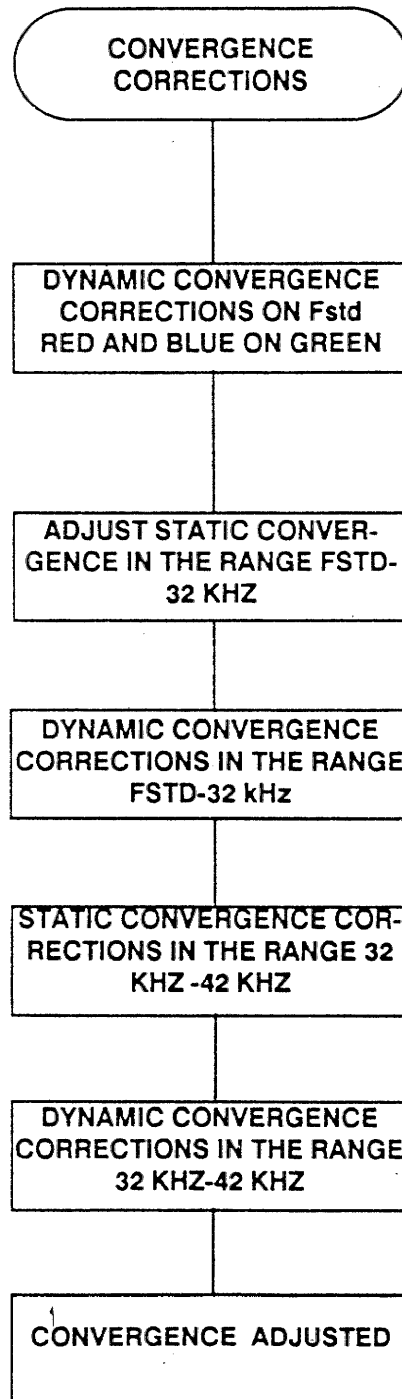 CONVERGENCE
CORRECTIONS
DYNAMIC CONVERGENCE
CORRECTIONS ON Fstd
RED AND BLUE ON GREEN
ADJUST STATIC CONVER-
GENCE IN THE RANGE FSTD-
32 KHZ
DYNAMIC CONVERGENCE
CORRECTIONS IN THE RANGE
FSTD-32 kHz
STATIC CONVERGENCE COR-
RECTIONS IN THE RANGE 32
KHZ -42 KHZ
DYNAMIC CONVERGENCE
CORRECTIONS IN THE RANGE
32 KHZ-42 KHZ
CONVERGENCE ADJUSTED